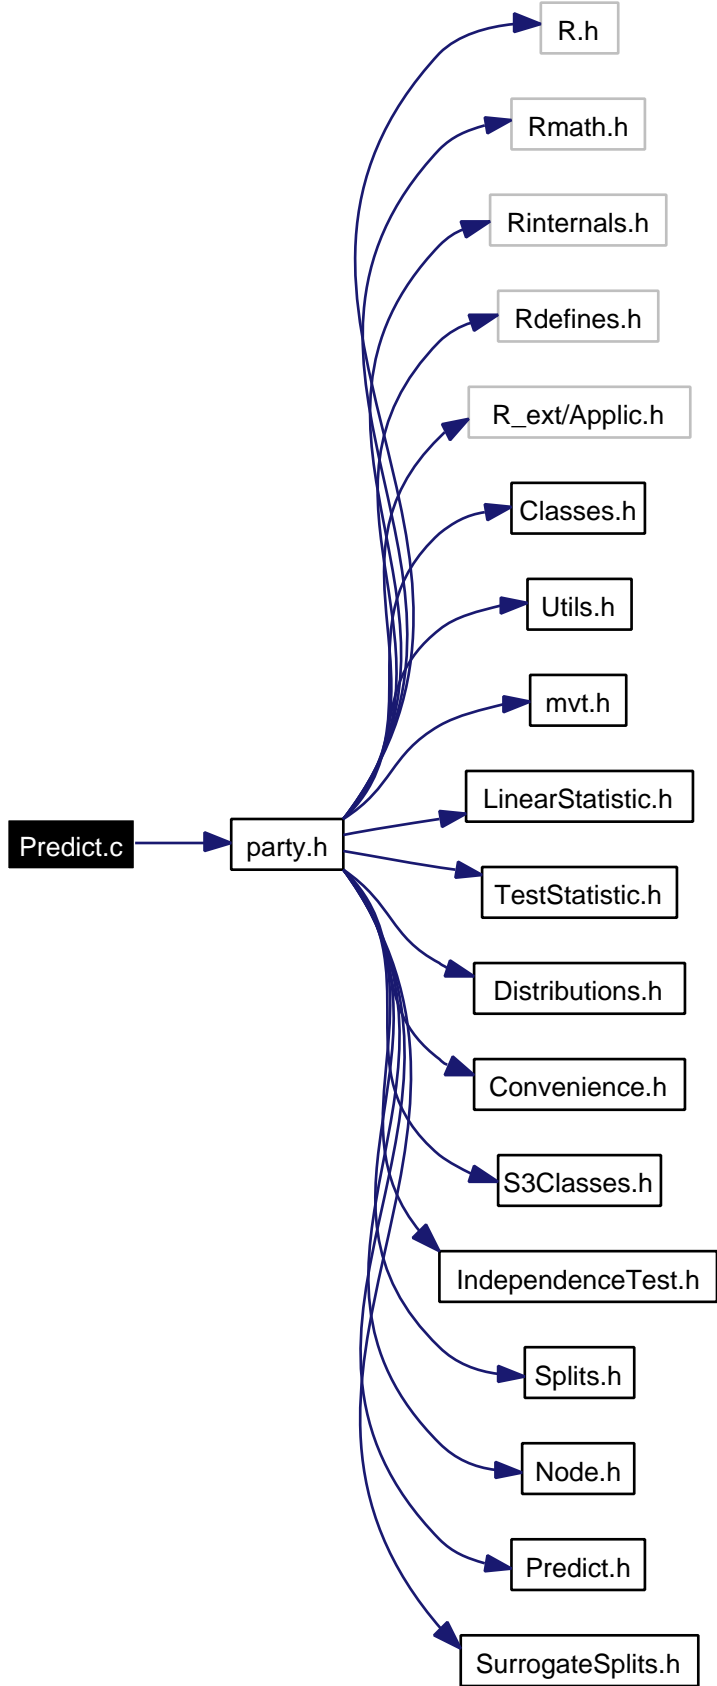 R.h
Rmath.h
Rinternals.h
Rdefines.h
R_ext/Applic.h
Classes.h
Utils.h
mvt.h
LinearStatistic.h
Predict.c
party.h
TestStatistic.h
Distributions.h
Convenience.h
S3Classes.h
IndependenceTest.h
Splits.h
Node.h
Predict.h
SurrogateSplits.h